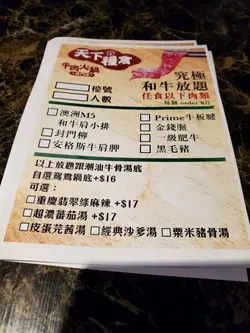 天下糧倉
牛肉火鍋
檯號
人數
究極
和牛放題
任食以下肉類
□澳洲M5
和牛肩小排
□封門柳
□安格斯牛肩胛
□Prime牛板腱
□金錢𦟌
□一級肥牛
□黑毛豬
以上放題跟潮汕牛骨湯底
自選鴛鴦鍋底+$16
可選：
□重慶翡翠綠麻辣 +$17
□超濃蕃茄湯 +$17
□皮蛋芫茜湯 □經典沙爹湯 □粟米豬骨湯